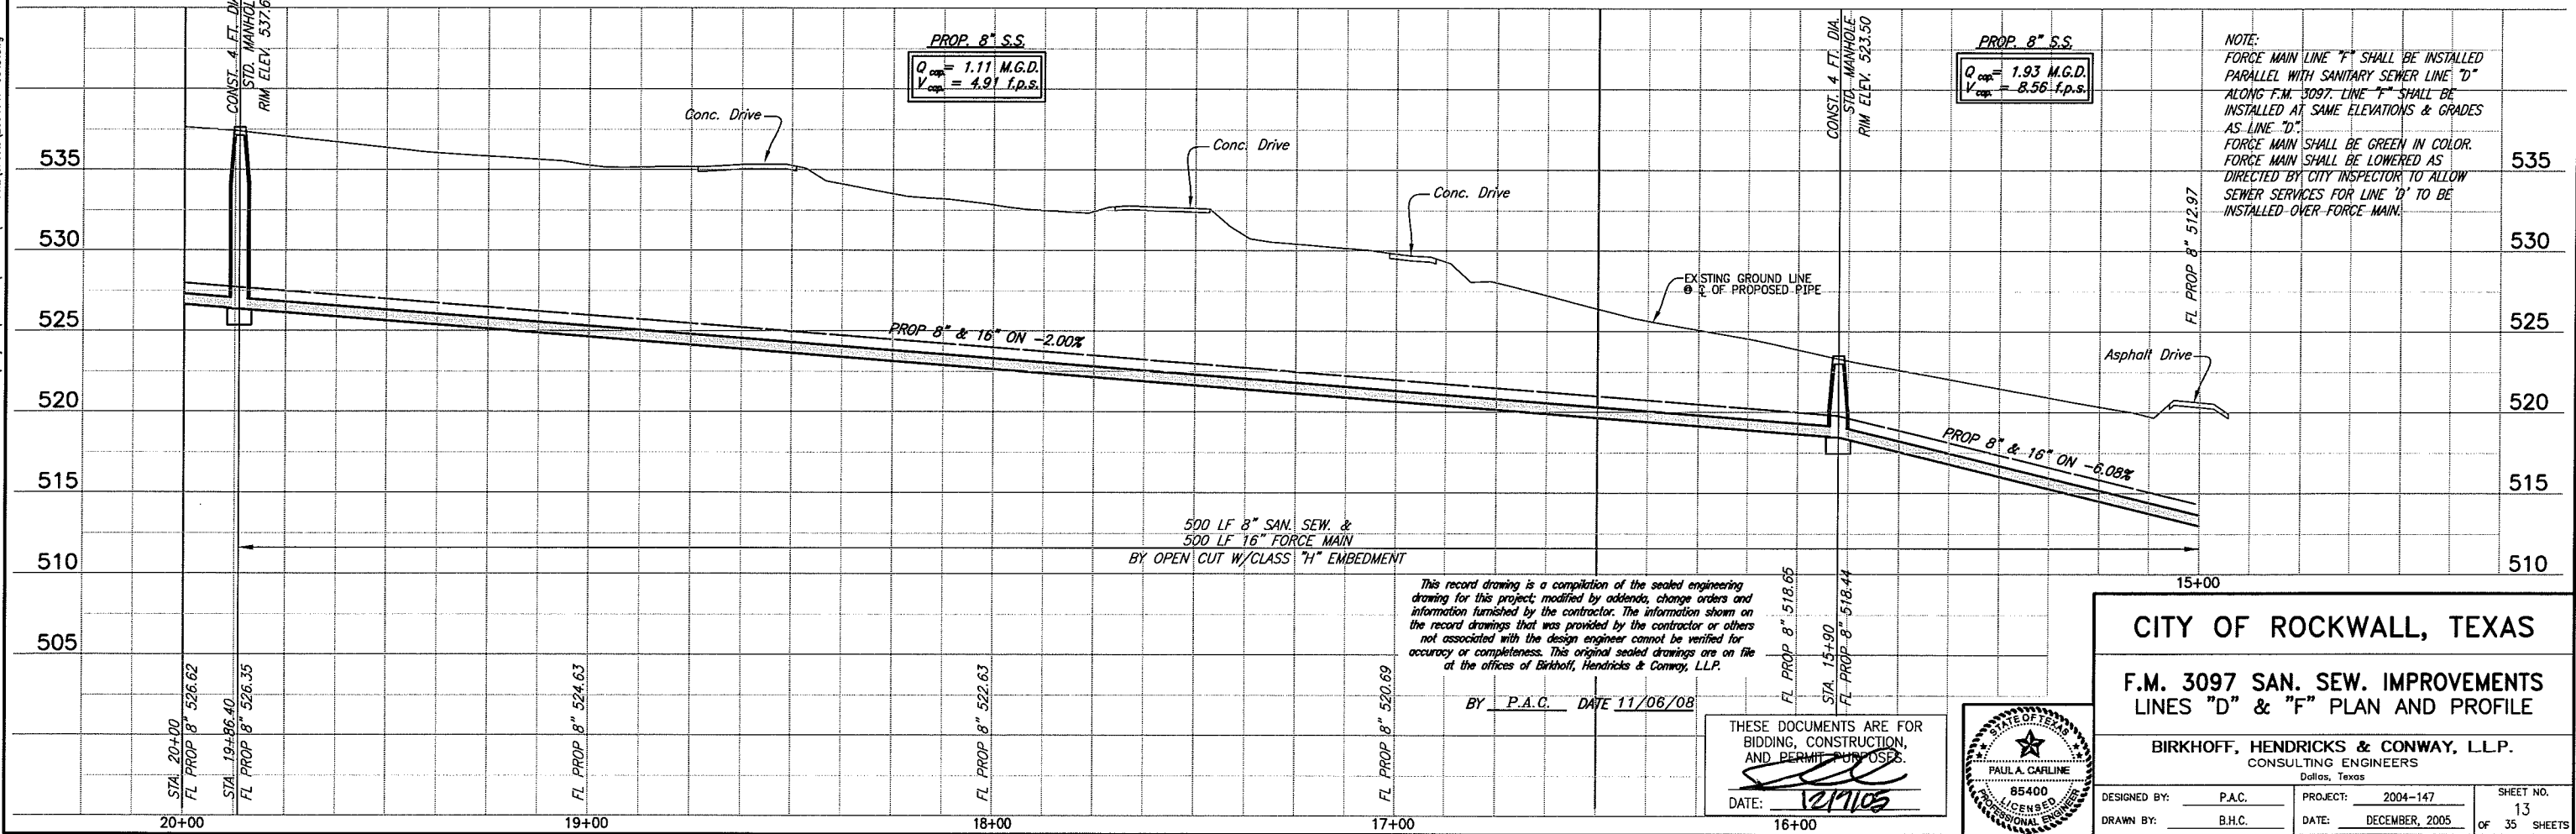 CONST. 4 FT. DIA.
STD. MANHOLE
RIM ELEV. 537.6
PROP. 8" S.S.
Q cap. = 1.11 M.G.D.
V cap. = 4.91 f.p.s.
CONST. 4 FT. DIA.
STD. MANHOLE
RIM ELEV. 523.50
PROP. 8" S.S.
Q cap. = 1.93 M.G.D.
V cap. = 8.56 f.p.s.
NOTE:
FORCE MAIN LINE "F" SHALL BE INSTALLED
PARALLEL WITH SANITARY SEWER LINE "D"
ALONG F.M. 3097. LINE "F" SHALL BE
INSTALLED AT SAME ELEVATIONS & GRADES
AS LINE "D".
FORCE MAIN SHALL BE GREEN IN COLOR.
FORCE MAIN SHALL BE LOWERED AS
DIRECTED BY CITY INSPECTOR TO ALLOW
SEWER SERVICES FOR LINE 'D' TO BE
INSTALLED OVER FORCE MAIN.
Conc. Drive
Conc. Drive
Conc. Drive
EXISTING GROUND LINE
@ ℄ OF PROPOSED PIPE
FL PROP 8" 512.97
Asphalt Drive
535
530
525
520
515
510
505
535
530
525
520
515
510
PROP 8" & 16" ON -2.00%
PROP 8" & 16" ON -6.08%
500 LF 8" SAN. SEW. &
500 LF 16" FORCE MAIN
BY OPEN CUT W/CLASS "H" EMBEDMENT
15+00
This record drawing is a compilation of the sealed engineering
drawing for this project; modified by addenda, change orders and
information furnished by the contractor. The information shown on
the record drawings that was provided by the contractor or others
not associated with the design engineer cannot be verified for
accuracy or completeness. This original sealed drawings are on file
at the offices of Birkhoff, Hendricks & Conway, L.L.P.
BY P.A.C. DATE 11/06/08
STA. 20+00
FL PROP 8" 526.62
STA. 19+86.40
FL PROP 8" 526.35
FL PROP 8" 524.63
FL PROP 8" 522.63
FL PROP 8" 520.69
FL PROP 8" 518.65
STA. 15+90
FL PROP 8" 518.44
20+00
19+00
18+00
17+00
16+00
THESE DOCUMENTS ARE FOR
BIDDING, CONSTRUCTION,
AND PERMIT PURPOSES.
DATE: 12/7/05
STATE OF TEXAS
PAUL A. CARLINE
85400
LICENSED
PROFESSIONAL ENGINEER
CITY OF ROCKWALL, TEXAS
F.M. 3097 SAN. SEW. IMPROVEMENTS
LINES "D" & "F" PLAN AND PROFILE
BIRKHOFF, HENDRICKS & CONWAY, L.L.P.
CONSULTING ENGINEERS
Dallas, Texas
DESIGNED BY: P.A.C.
DRAWN BY: B.H.C.
PROJECT: 2004-147
DATE: DECEMBER, 2005
SHEET NO.
13
OF 35 SHEETS